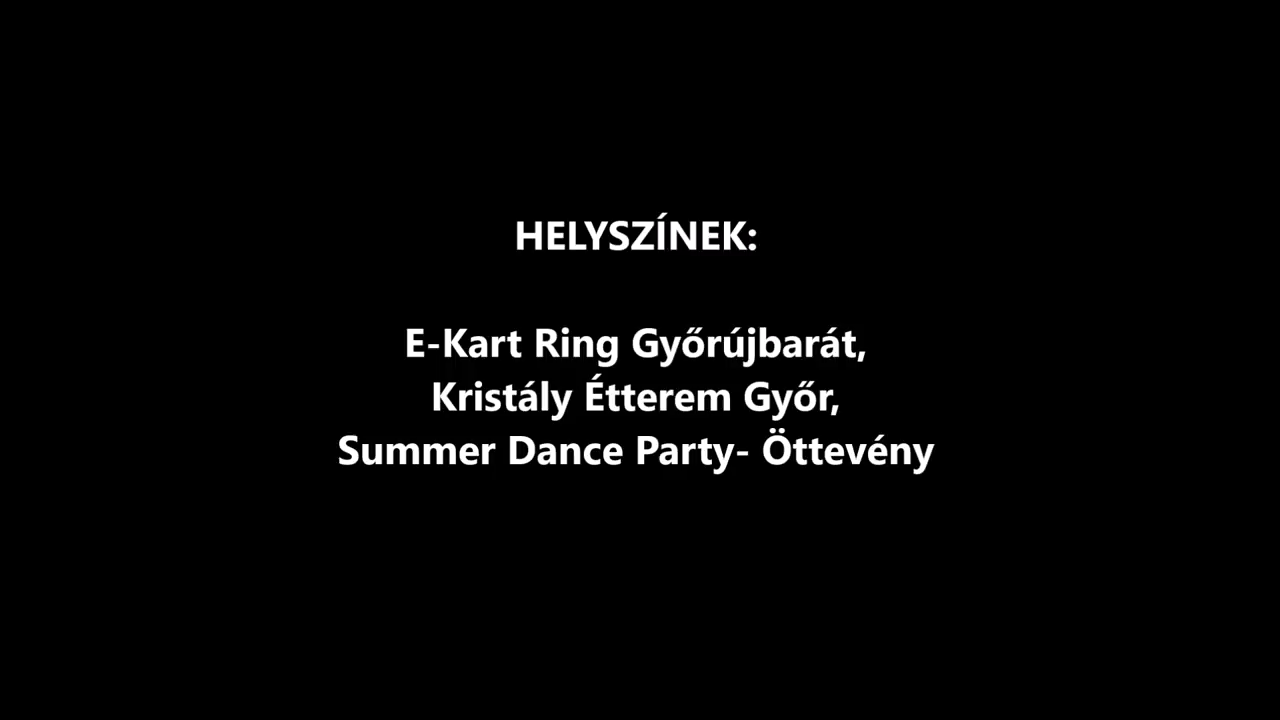 HELYSZÍNEK:
E-Kart Ring Győrújbarát,
Kristály Étterem Győr,
Summer Dance Party- Öttevény